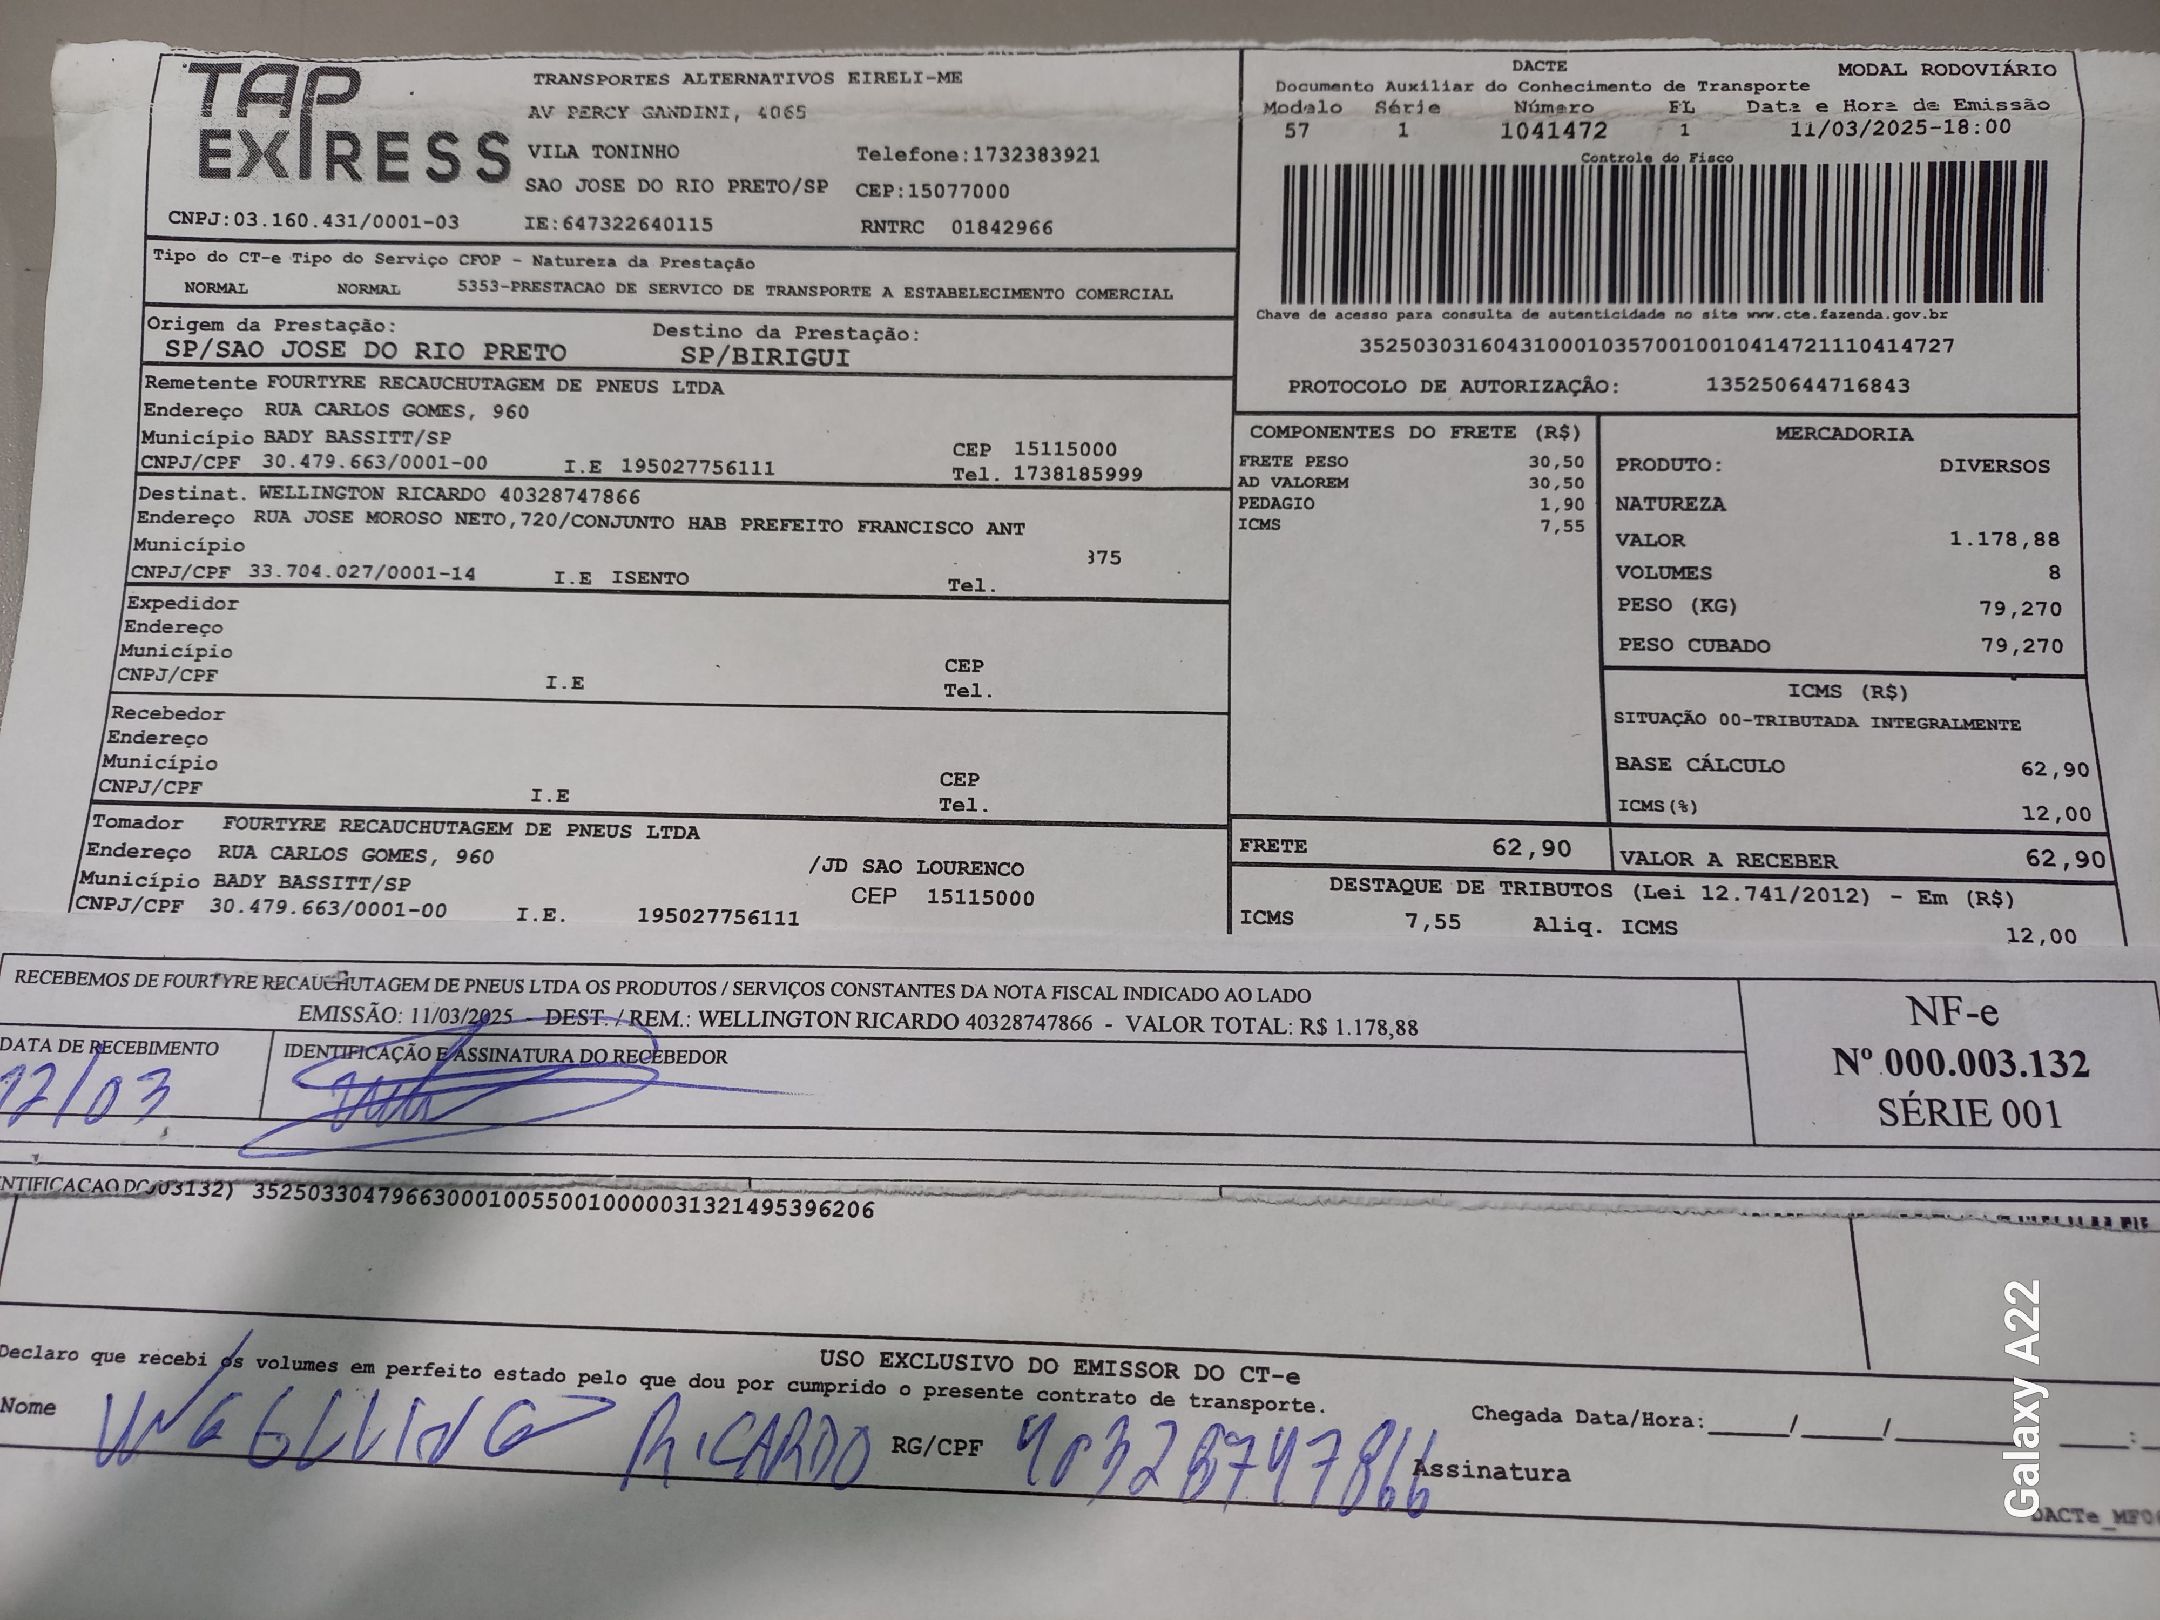 TAP EXPRESS
TRANSPORTES ALTERNATIVOS EIRELI-ME
AV PERCY GANDINI, 4065
VILA TONINHO Telefone:1732383921
SAO JOSE DO RIO PRETO/SP CEP:15077000
CNPJ:03.160.431/0001-03 IE:647322640115 RNTRC 01842966
DACTE MODAL RODOVIÁRIO
Documento Auxiliar do Conhecimento de Transporte
Modelo Série Número FL Data e Hora de Emissão
57 1 1041472 1 11/03/2025-18:00
Controle do Fisco
Chave de acesso para consulta de autenticidade no site www.cte.fazenda.gov.br
35250303160431000103570010010414721110414727
PROTOCOLO DE AUTORIZAÇÃO: 135250644716843
Tipo do CT-e Tipo do Serviço CFOP - Natureza da Prestação
NORMAL NORMAL 5353-PRESTACAO DE SERVICO DE TRANSPORTE A ESTABELECIMENTO COMERCIAL
Origem da Prestação: Destino da Prestação:
SP/SAO JOSE DO RIO PRETO SP/BIRIGUI
Remetente FOURTYRE RECAUCHUTAGEM DE PNEUS LTDA
Endereço RUA CARLOS GOMES, 960
Município BADY BASSITT/SP CEP 15115000
CNPJ/CPF 30.479.663/0001-00 I.E 195027756111 Tel. 1738185999
Destinat. WELLINGTON RICARDO 40328747866
Endereço RUA JOSE MOROSO NETO,720/CONJUNTO HAB PREFEITO FRANCISCO ANT
Município 375
CNPJ/CPF 33.704.027/0001-14 I.E ISENTO Tel.
Expedidor
Endereço
Município CEP
CNPJ/CPF I.E Tel.
Recebedor
Endereço
Município CEP
CNPJ/CPF I.E Tel.
Tomador FOURTYRE RECAUCHUTAGEM DE PNEUS LTDA
Endereço RUA CARLOS GOMES, 960 /JD SAO LOURENCO
Município BADY BASSITT/SP CEP 15115000
CNPJ/CPF 30.479.663/0001-00 I.E. 195027756111
COMPONENTES DO FRETE (R$)
FRETE PESO 30,50
AD VALOREM 30,50
PEDAGIO 1,90
ICMS 7,55
MERCADORIA
PRODUTO: DIVERSOS
NATUREZA
VALOR 1.178,88
VOLUMES 8
PESO (KG) 79,270
PESO CUBADO 79,270
ICMS (R$)
SITUAÇÃO 00-TRIBUTADA INTEGRALMENTE
BASE CÁLCULO 62,90
ICMS(%) 12,00
FRETE 62,90 VALOR A RECEBER 62,90
DESTAQUE DE TRIBUTOS (Lei 12.741/2012) - Em (R$)
ICMS 7,55 Aliq. ICMS 12,00
RECEBEMOS DE FOURTYRE RECAUCHUTAGEM DE PNEUS LTDA OS PRODUTOS / SERVIÇOS CONSTANTES DA NOTA FISCAL INDICADO AO LADO
EMISSÃO: 11/03/2025 - DEST. / REM.: WELLINGTON RICARDO 40328747866 - VALOR TOTAL: R$ 1.178,88
DATA DE RECEBIMENTO IDENTIFICAÇÃO E ASSINATURA DO RECEBEDOR
12/03
NF-e
Nº 000.003.132
SÉRIE 001
NTIFICACAO DO 03132) 35250330479663000100550010000031321495396206
USO EXCLUSIVO DO EMISSOR DO CT-e
Declaro que recebi os volumes em perfeito estado pelo que dou por cumprido o presente contrato de transporte.
Nome WELLING RICARDO RG/CPF 40328747866 Assinatura
Chegada Data/Hora:____/____/____ ___:
DACTe_MF0
Galaxy A22